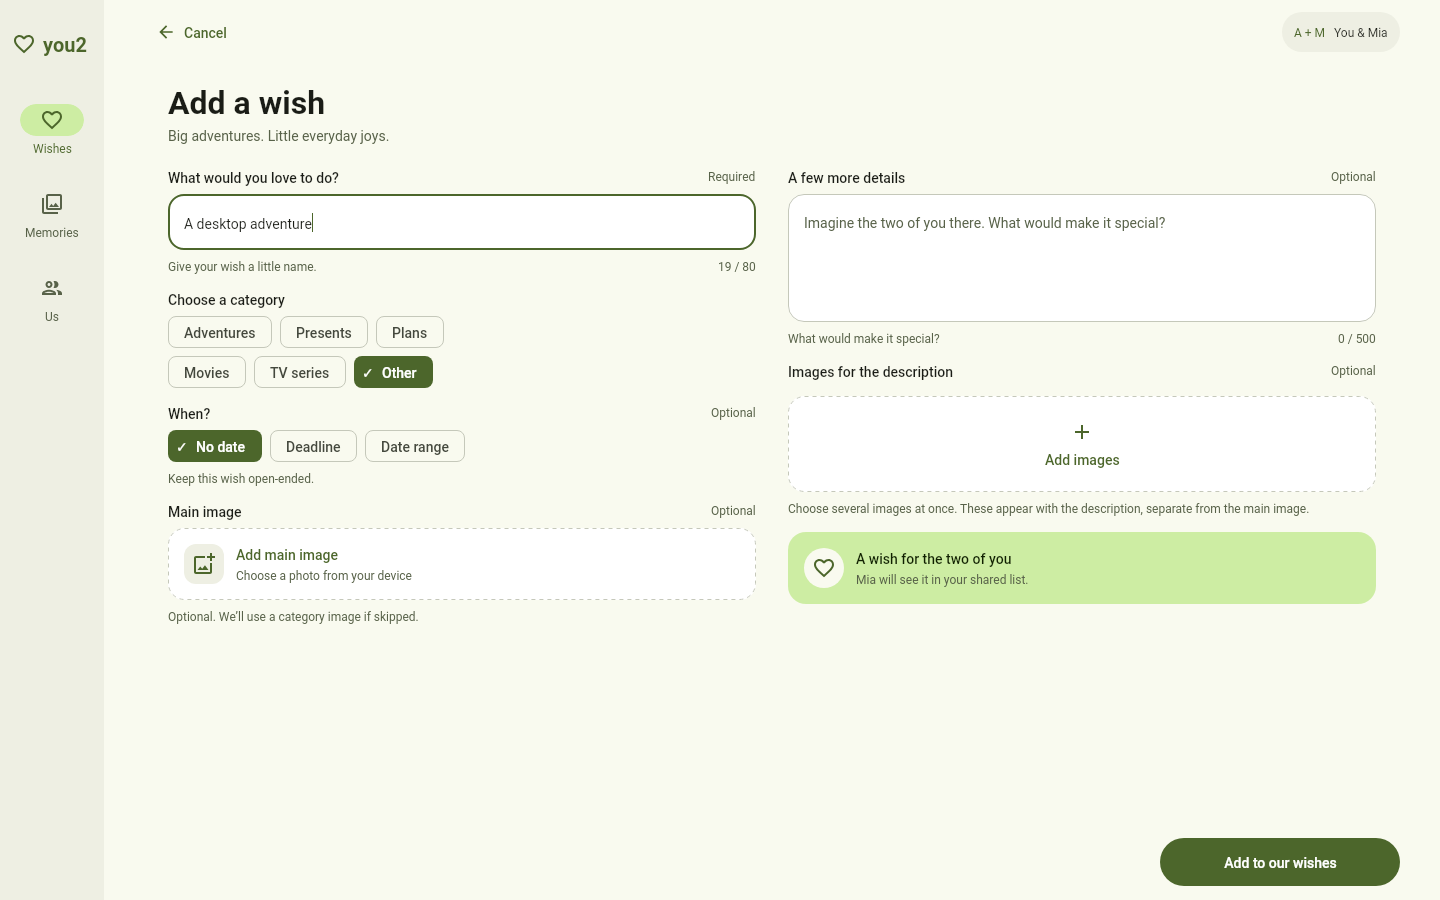 you2
Wishes
Memories
Us
Cancel
A + M You & Mia
Add a wish
Big adventures. Little everyday joys.
What would you love to do? Required
A desktop adventure
Give your wish a little name. 19 / 80
Choose a category
Adventures Presents Plans
Movies TV series ✓ Other
When? Optional
✓ No date Deadline Date range
Keep this wish open-ended.
Main image Optional
Add main image
Choose a photo from your device
Optional. We'll use a category image if skipped.
A few more details Optional
Imagine the two of you there. What would make it special?
What would make it special? 0 / 500
Images for the description Optional
Add images
Choose several images at once. These appear with the description, separate from the main image.
A wish for the two of you
Mia will see it in your shared list.
Add to our wishes